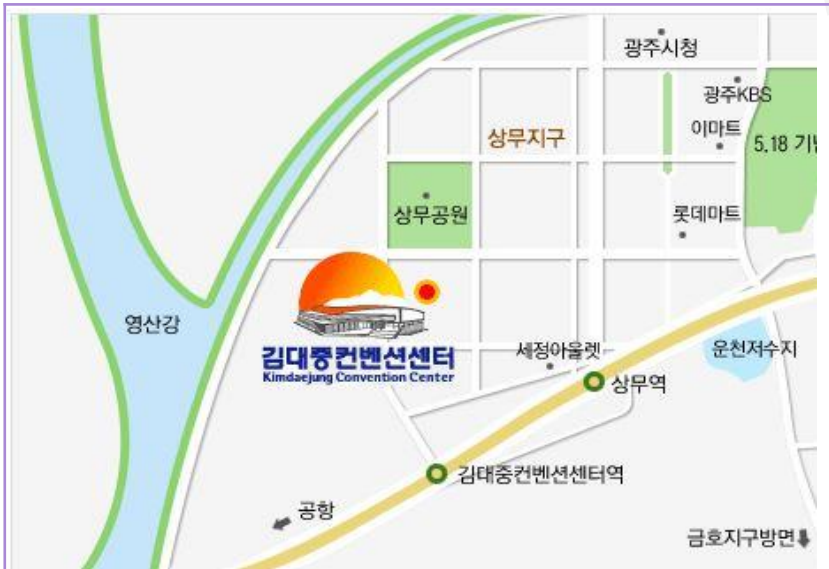 광주시청
광주KBS
이마트
상무지구
5.18 기념
상무공원
롯데마트
영산강
김대중컨벤션센터
Kimdaejung Convention Center
세정아울렛
운천저수지
상무역
김대중컨벤션센터역
공항
금호지구방면